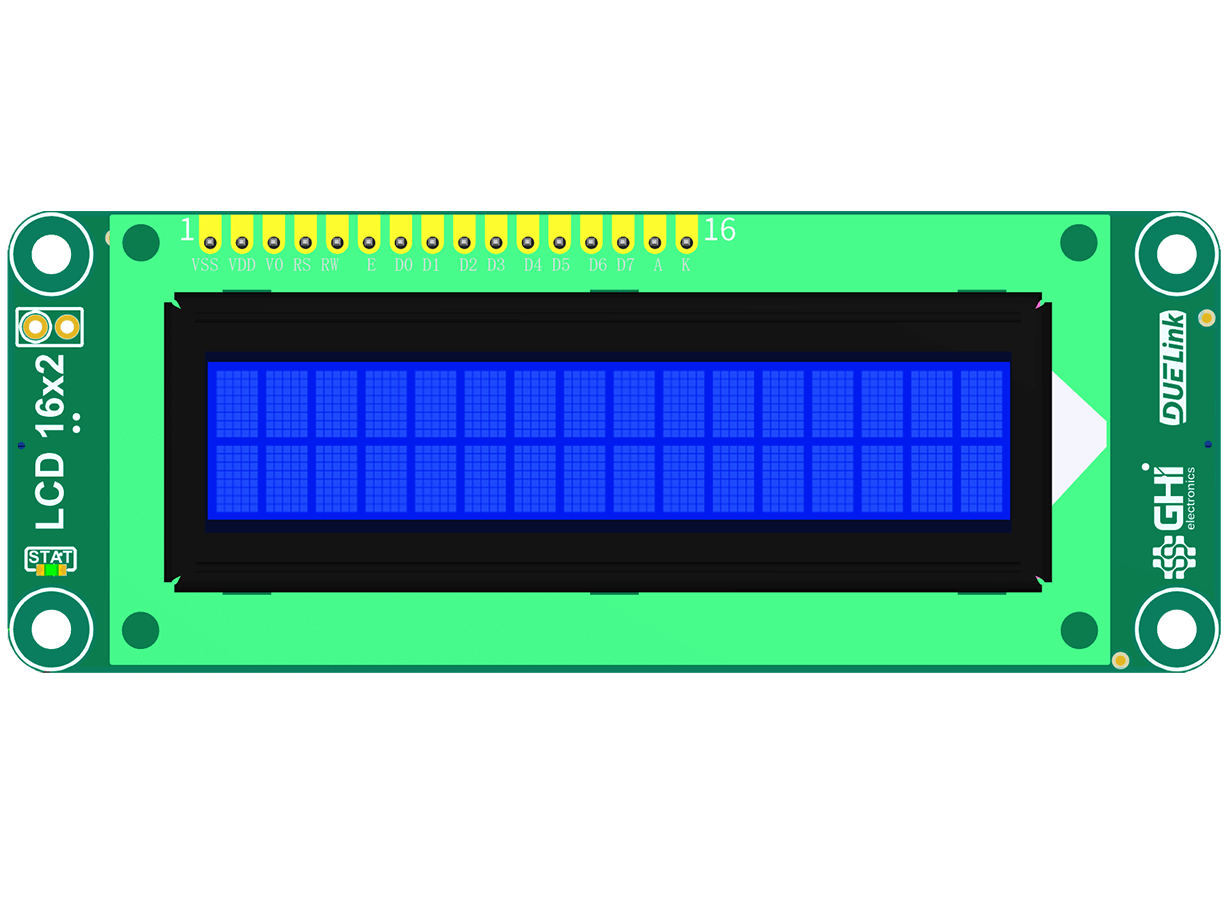 1 16
VSS VDD VO RS RW E D0 D1 D2 D3 D4 D5 D6 D7 A K
LCD 16x2
STAT
DUELink
GHi
electronics